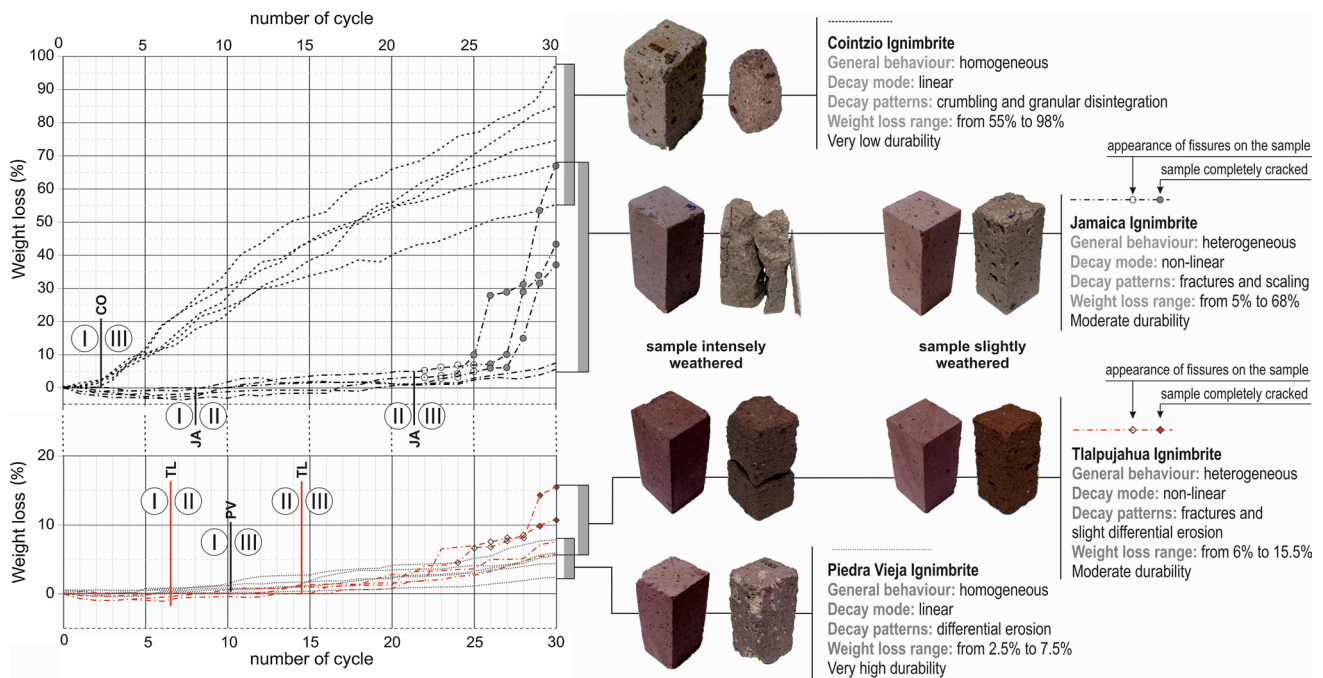 number of cycle
0 5 10 15 20 25 30
Weight loss (%)
100
90
80
70
60
50
40
30
20
10
0
CO
I III
I II
JA
II III
JA
Weight loss (%)
20
10
0
TL
I II
PV
I III
TL
II III
0 5 10 15 20 25 30
number of cycle
Cointzio Ignimbrite
General behaviour: homogeneous
Decay mode: linear
Decay patterns: crumbling and granular disintegration
Weight loss range: from 55% to 98%
Very low durability
appearance of fissures on the sample
sample completely cracked
Jamaica Ignimbrite
General behaviour: heterogeneous
Decay mode: non-linear
Decay patterns: fractures and scaling
Weight loss range: from 5% to 68%
Moderate durability
sample intensely
weathered
sample slightly
weathered
appearance of fissures on the sample
sample completely cracked
Tlalpujahua Ignimbrite
General behaviour: heterogeneous
Decay mode: non-linear
Decay patterns: fractures and
slight differential erosion
Weight loss range: from 6% to 15.5%
Moderate durability
Piedra Vieja Ignimbrite
General behaviour: homogeneous
Decay mode: linear
Decay patterns: differential erosion
Weight loss range: from 2.5% to 7.5%
Very high durability